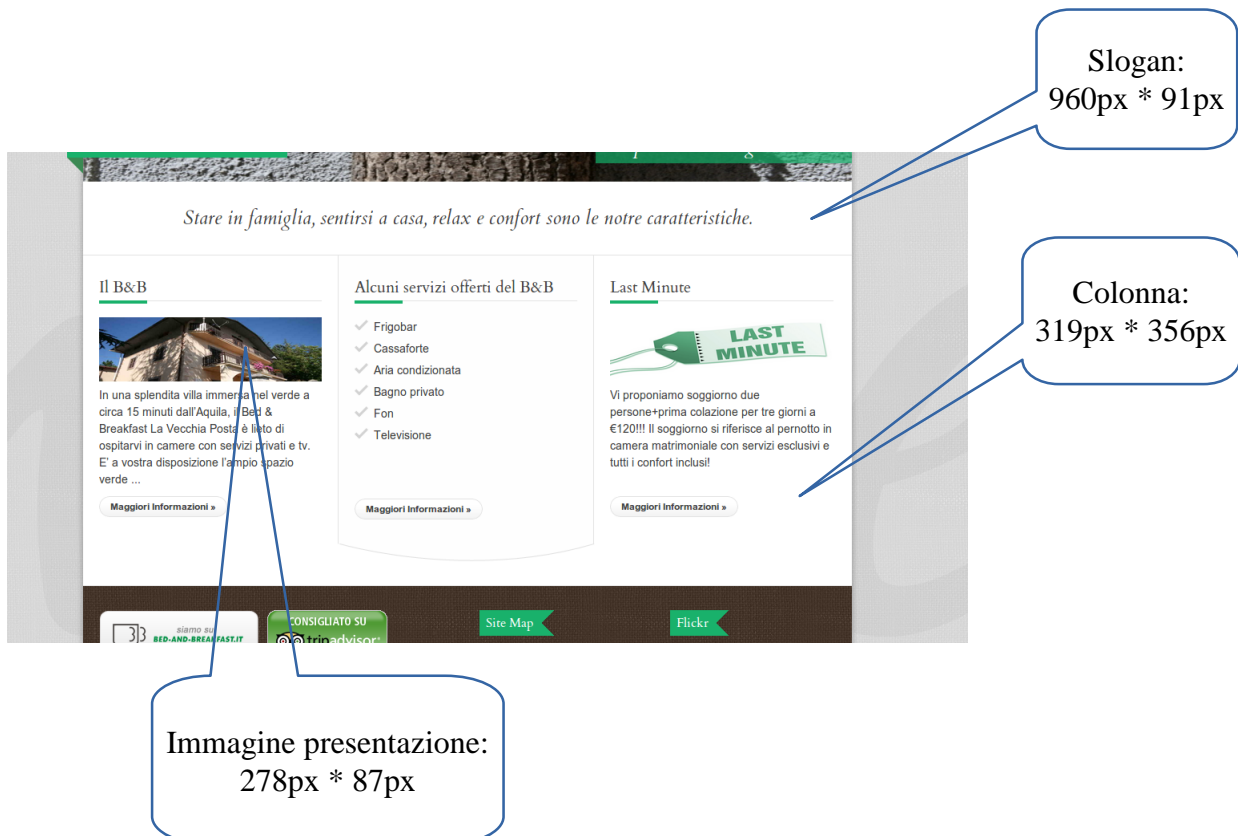 Slogan:
960px * 91px
Stare in famiglia, sentirsi a casa, relax e confort sono le notre caratteristiche.
Il B&B
In una splendita villa immersa nel verde a
circa 15 minuti dall'Aquila, il Bed &
Breakfast La Vecchia Posta è lieto di
ospitarvi in camere con servizi privati e tv.
E' a vostra disposizione l'ampio spazio
verde ...
Maggiori Informazioni »
Alcuni servizi offerti del B&B
Frigobar
Cassaforte
Aria condizionata
Bagno privato
Fon
Televisione
Maggiori Informazioni »
Last Minute
LAST
MINUTE
Vi proponiamo soggiorno due
persone+prima colazione per tre giorni a
€120!!! Il soggiorno si riferisce al pernotto in
camera matrimoniale con servizi esclusivi e
tutti i confort inclusi!
Maggiori Informazioni »
Colonna:
319px * 356px
siamo su
BED-AND-BREAKFAST.IT
CONSIGLIATO SU
tripadvisor
Site Map
Flickr
Immagine presentazione:
278px * 87px